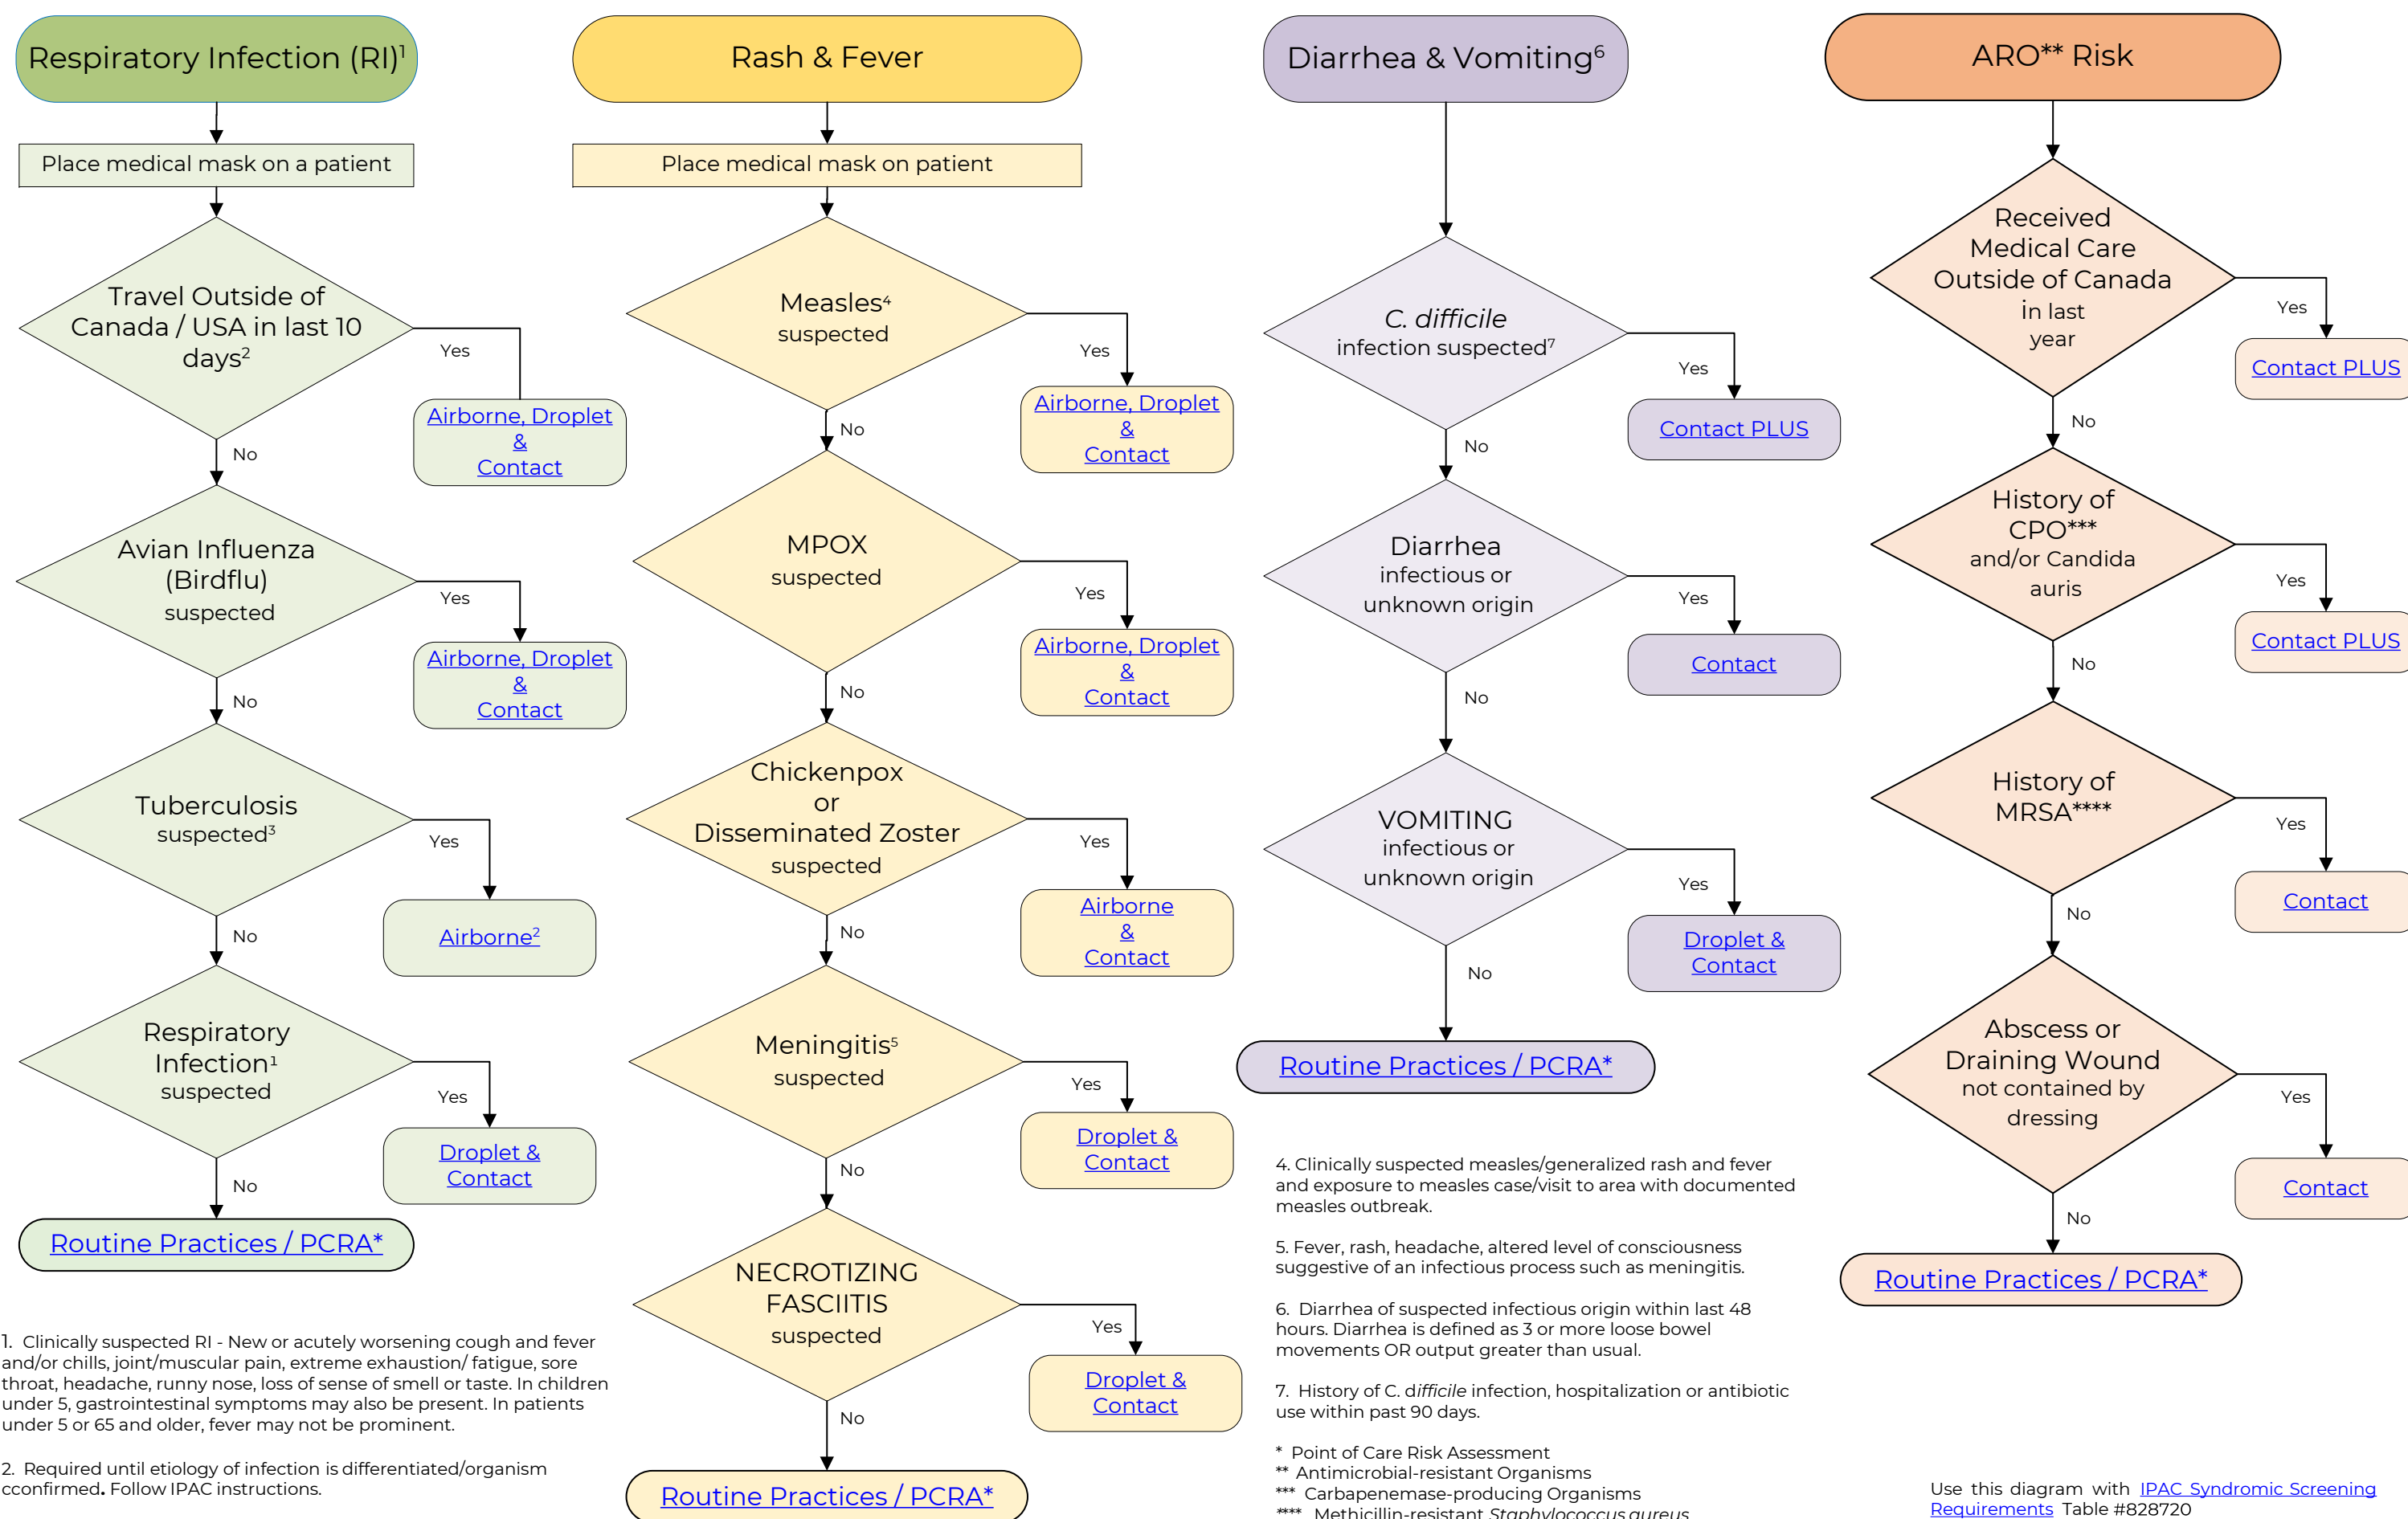 Respiratory Infection (RI)¹
Place medical mask on a patient
Travel Outside of
Canada / USA in last 10
days²
Yes
Airborne, Droplet
&
Contact
No
Avian Influenza
(Birdflu)
suspected
Yes
Airborne, Droplet
&
Contact
No
Tuberculosis
suspected³
Yes
Airborne²
No
Respiratory
Infection¹
suspected
Yes
Droplet &
Contact
No
Routine Practices / PCRA*
1. Clinically suspected RI - New or acutely worsening cough and fever
and/or chills, joint/muscular pain, extreme exhaustion/ fatigue, sore
throat, headache, runny nose, loss of sense of smell or taste. In children
under 5, gastrointestinal symptoms may also be present. In patients
under 5 or 65 and older, fever may not be prominent.
2. Required until etiology of infection is differentiated/organism
cconfirmed. Follow IPAC instructions.
Rash & Fever
Place medical mask on patient
Measles⁴
suspected
Yes
Airborne, Droplet
&
Contact
No
MPOX
suspected
Yes
Airborne, Droplet
&
Contact
No
Chickenpox
or
Disseminated Zoster
suspected
Yes
Airborne
&
Contact
No
Meningitis⁵
suspected
Yes
Droplet &
Contact
No
NECROTIZING
FASCIITIS
suspected
Yes
Droplet &
Contact
No
Routine Practices / PCRA*
Diarrhea & Vomiting⁶
C. difficile
infection suspected⁷
Yes
Contact PLUS
No
Diarrhea
infectious or
unknown origin
Yes
Contact
No
VOMITING
infectious or
unknown origin
Yes
Droplet &
Contact
No
Routine Practices / PCRA*
4. Clinically suspected measles/generalized rash and fever
and exposure to measles case/visit to area with documented
measles outbreak.
5. Fever, rash, headache, altered level of consciousness
suggestive of an infectious process such as meningitis.
6. Diarrhea of suspected infectious origin within last 48
hours. Diarrhea is defined as 3 or more loose bowel
movements OR output greater than usual.
7. History of C. difficile infection, hospitalization or antibiotic
use within past 90 days.
* Point of Care Risk Assessment
** Antimicrobial-resistant Organisms
*** Carbapenemase-producing Organisms
**** Methicillin-resistant Staphylococcus aureus
ARO** Risk
Received
Medical Care
Outside of Canada
in last
year
Yes
Contact PLUS
No
History of
CPO***
and/or Candida
auris
Yes
Contact PLUS
No
History of
MRSA****
Yes
Contact
No
Abscess or
Draining Wound
not contained by
dressing
Yes
Contact
No
Routine Practices / PCRA*
Use this diagram with IPAC Syndromic Screening
Requirements Table #828720